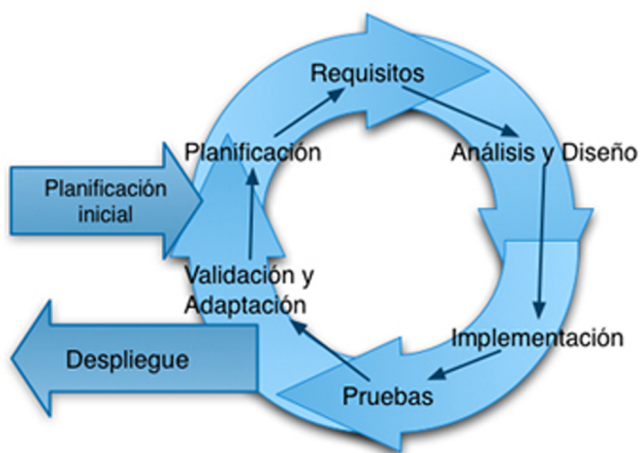 Requisitos
Planificación
Análisis y Diseño
Planificación
inicial
Validación y
Adaptación
Implementación
Despliegue
Pruebas